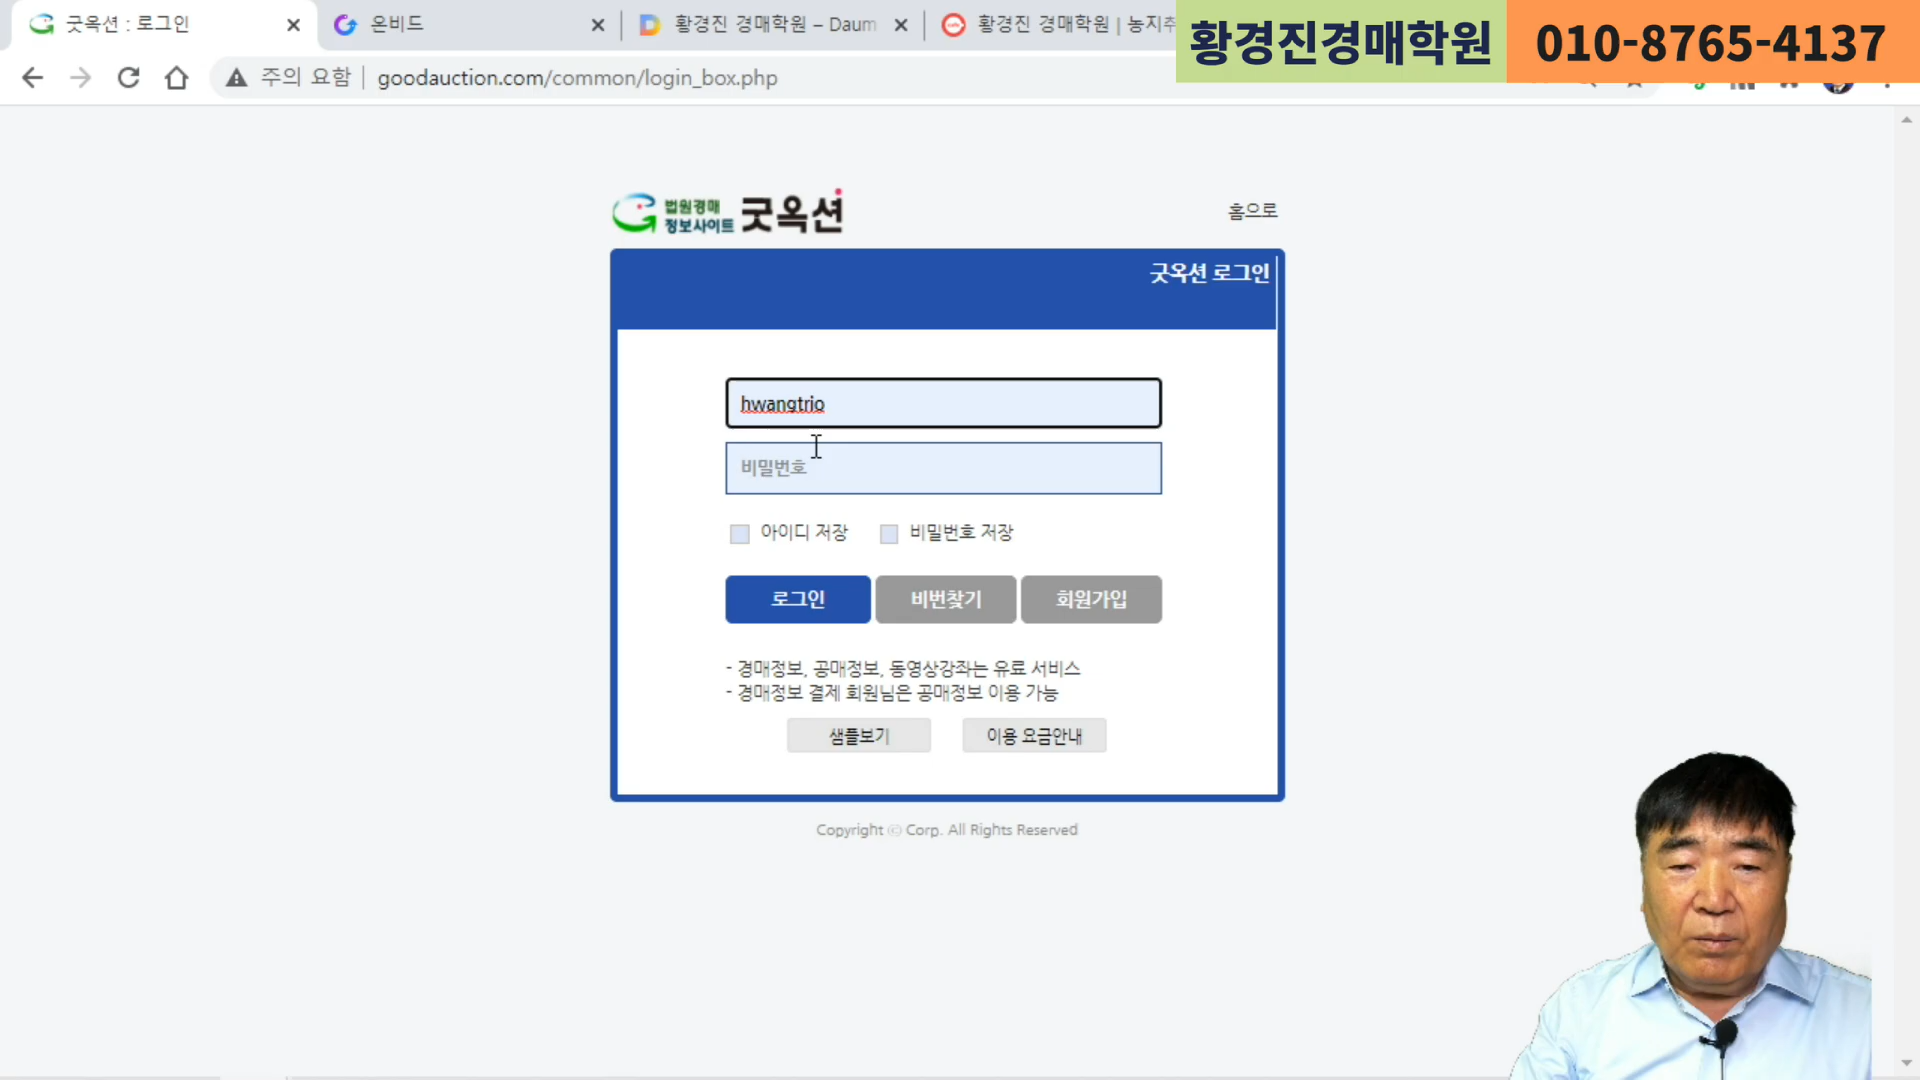 굿옥션 : 로그인
온비드
황경진 경매학원 – Daum
황경진 경매학원 | 농지추
황경진경매학원
010-8765-4137
주의 요함
goodauction.com/common/login_box.php
법원경매
정보사이트
굿옥션
홈으로
굿옥션 로그인
hwangtrio
비밀번호
아이디 저장
비밀번호 저장
로그인
비번찾기
회원가입
- 경매정보, 공매정보, 동영상강좌는 유료 서비스
- 경매정보 결제 회원님은 공매정보 이용 가능
샘플보기
이용 요금안내
Copyright ⓒ Corp. All Rights Reserved